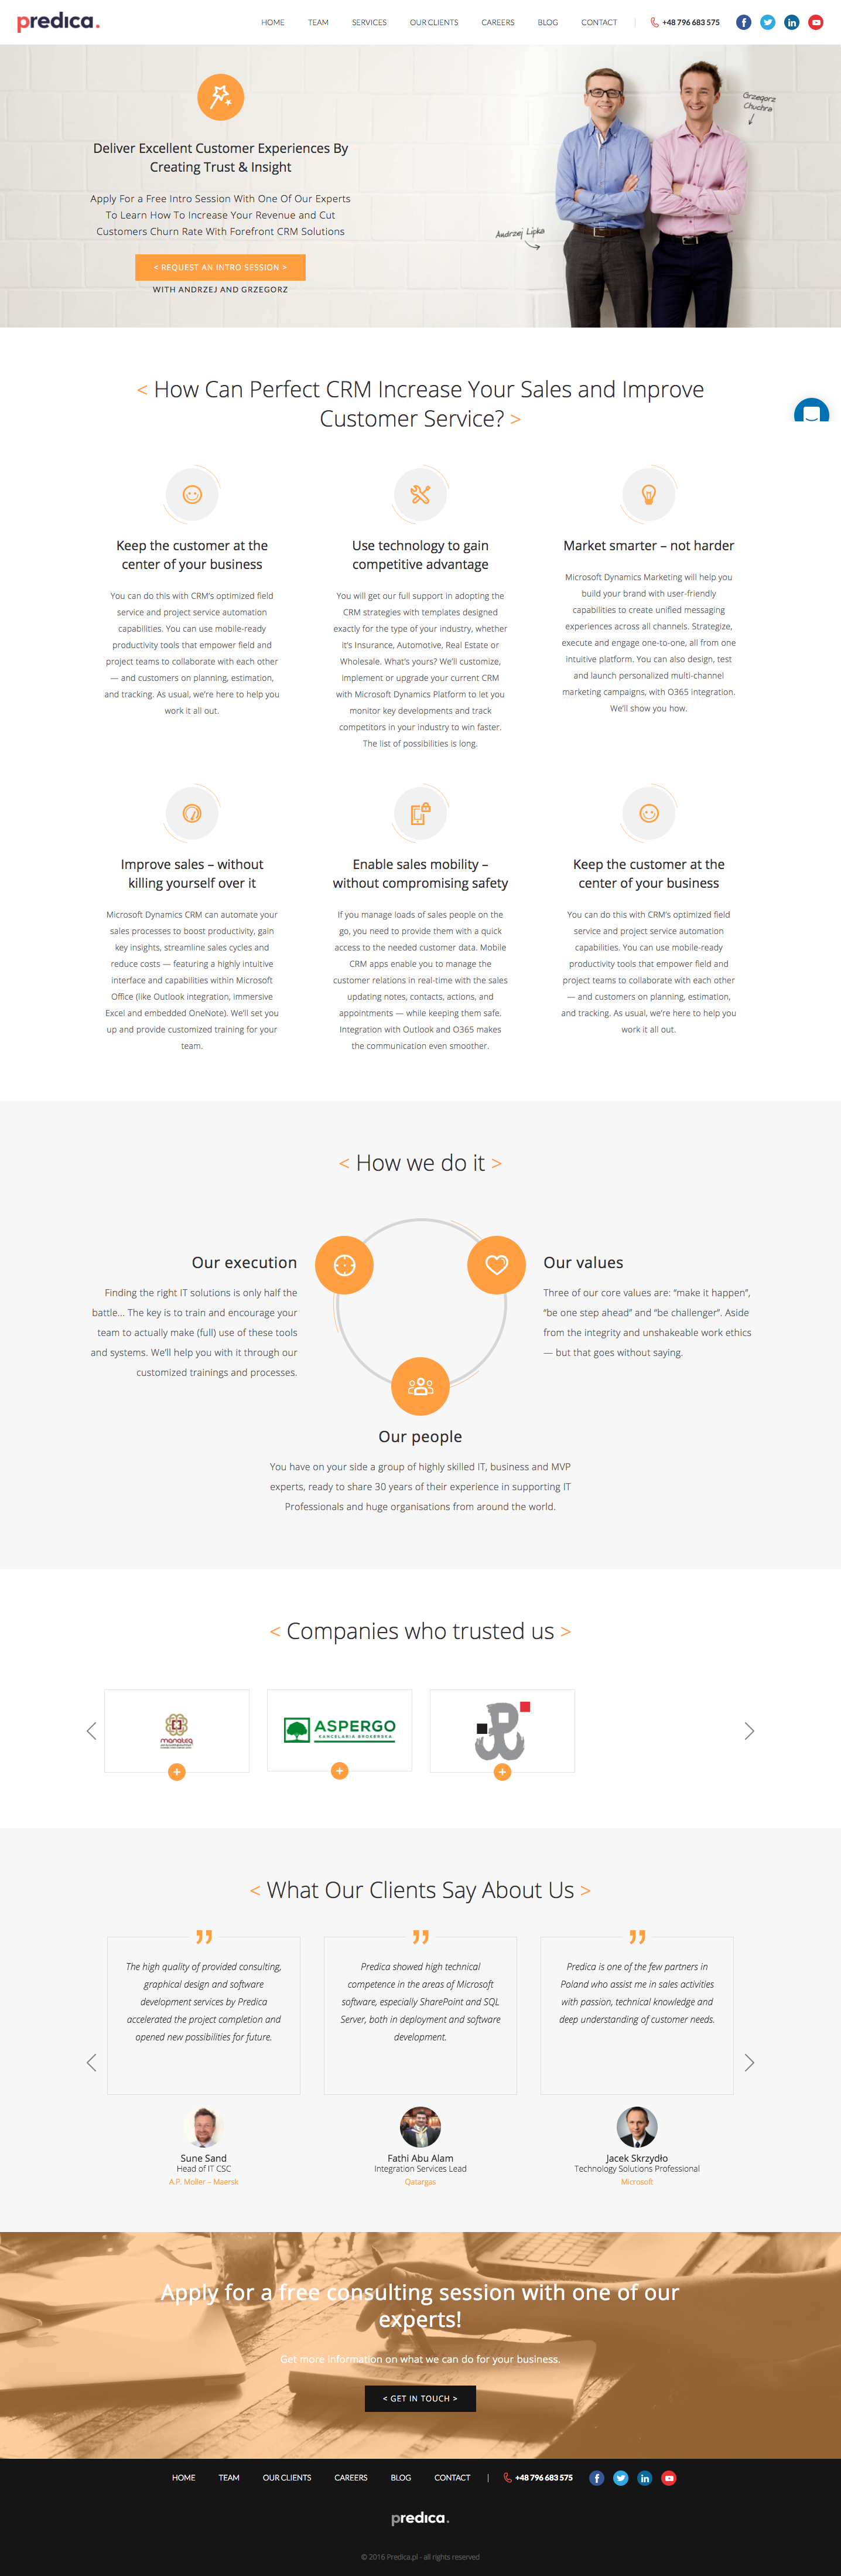 predica.
HOME TEAM SERVICES OUR CLIENTS CAREERS BLOG CONTACT +48 796 683 575
Grzegorz
Chuchra
Deliver Excellent Customer Experiences By
Creating Trust & Insight
Apply For a Free Intro Session With One Of Our Experts
To Learn How To Increase Your Revenue and Cut
Customers Churn Rate With Forefront CRM Solutions
Andrzej Lipka
< REQUEST AN INTRO SESSION >
WITH ANDRZEJ AND GRZEGORZ
< How Can Perfect CRM Increase Your Sales and Improve
Customer Service? >
Keep the customer at the
center of your business
You can do this with CRM's optimized field
service and project service automation
capabilities. You can use mobile-ready
productivity tools that empower field and
project teams to collaborate with each other
— and customers on planning, estimation,
and tracking. As usual, we're here to help you
work it all out.
Use technology to gain
competitive advantage
You will get our full support in adopting the
CRM strategies with templates designed
exactly for the type of your industry, whether
it's Insurance, Automotive, Real Estate or
Wholesale. What's yours? We'll customize,
implement or upgrade your current CRM
with Microsoft Dynamics Platform to let you
monitor key developments and track
competitors in your industry to win faster.
The list of possibilities is long.
Market smarter – not harder
Microsoft Dynamics Marketing will help you
build your brand with user-friendly
capabilities to create unified messaging
experiences across all channels. Strategize,
execute and engage one-to-one, all from one
intuitive platform. You can also design, test
and launch personalized multi-channel
marketing campaigns, with O365 integration.
We'll show you how.
Improve sales – without
killing yourself over it
Microsoft Dynamics CRM can automate your
sales processes to boost productivity, gain
key insights, streamline sales cycles and
reduce costs — featuring a highly intuitive
interface and capabilities within Microsoft
Office (like Outlook integration, immersive
Excel and embedded OneNote). We'll set you
up and provide customized training for your
team.
Enable sales mobility –
without compromising safety
If you manage loads of sales people on the
go, you need to provide them with a quick
access to the needed customer data. Mobile
CRM apps enable you to manage the
customer relations in real-time with the sales
updating notes, contacts, actions, and
appointments — while keeping them safe.
Integration with Outlook and O365 makes
the communication even smoother.
Keep the customer at the
center of your business
You can do this with CRM's optimized field
service and project service automation
capabilities. You can use mobile-ready
productivity tools that empower field and
project teams to collaborate with each other
— and customers on planning, estimation,
and tracking. As usual, we're here to help you
work it all out.
< How we do it >
Our execution
Finding the right IT solutions is only half the
battle... The key is to train and encourage your
team to actually make (full) use of these tools
and systems. We'll help you with it through our
customized trainings and processes.
Our values
Three of our core values are: "make it happen",
"be one step ahead" and "be challenger". Aside
from the integrity and unshakeable work ethics
— but that goes without saying.
Our people
You have on your side a group of highly skilled IT, business and MVP
experts, ready to share 30 years of their experience in supporting IT
Professionals and huge organisations from around the world.
< Companies who trusted us >
manateq
ASPERGO
KANCELARIA BROKERSKA
< What Our Clients Say About Us >
The high quality of provided consulting,
graphical design and software
development services by Predica
accelerated the project completion and
opened new possibilities for future.
Sune Sand
Head of IT CSC
A.P. Moller – Maersk
Predica showed high technical
competence in the areas of Microsoft
software, especially SharePoint and SQL
Server, both in deployment and software
development.
Fathi Abu Alam
Integration Services Lead
Qatargas
Predica is one of the few partners in
Poland who assist me in sales activities
with passion, technical knowledge and
deep understanding of customer needs.
Jacek Skrzydło
Technology Solutions Professional
Microsoft
Apply for a free consulting session with one of our
experts!
Get more information on what we can do for your business.
< GET IN TOUCH >
HOME TEAM OUR CLIENTS CAREERS BLOG CONTACT +48 796 683 575
predica.
© 2016 Predica.pl - all rights reserved